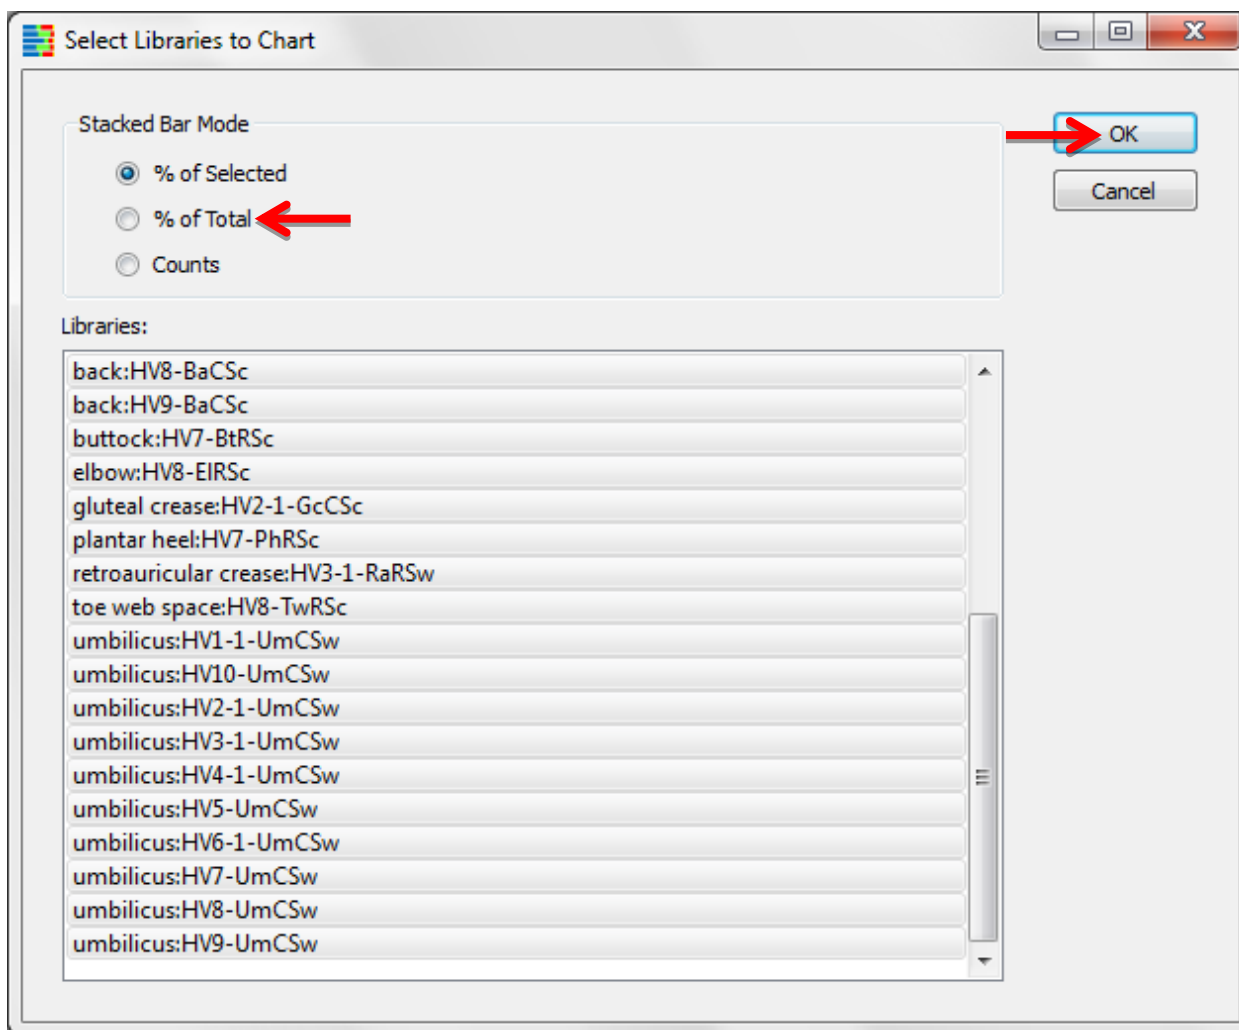 Select Libraries to Chart
Stacked Bar Mode
% of Selected
% of Total
Counts
OK
Cancel
Libraries:
back:HV8-BaCSc
back:HV9-BaCSc
buttock:HV7-BtRSc
elbow:HV8-ElRSc
gluteal crease:HV2-1-GcCSc
plantar heel:HV7-PhRSc
retroauricular crease:HV3-1-RaRSw
toe web space:HV8-TwRSc
umbilicus:HV1-1-UmCSw
umbilicus:HV10-UmCSw
umbilicus:HV2-1-UmCSw
umbilicus:HV3-1-UmCSw
umbilicus:HV4-1-UmCSw
umbilicus:HV5-UmCSw
umbilicus:HV6-1-UmCSw
umbilicus:HV7-UmCSw
umbilicus:HV8-UmCSw
umbilicus:HV9-UmCSw